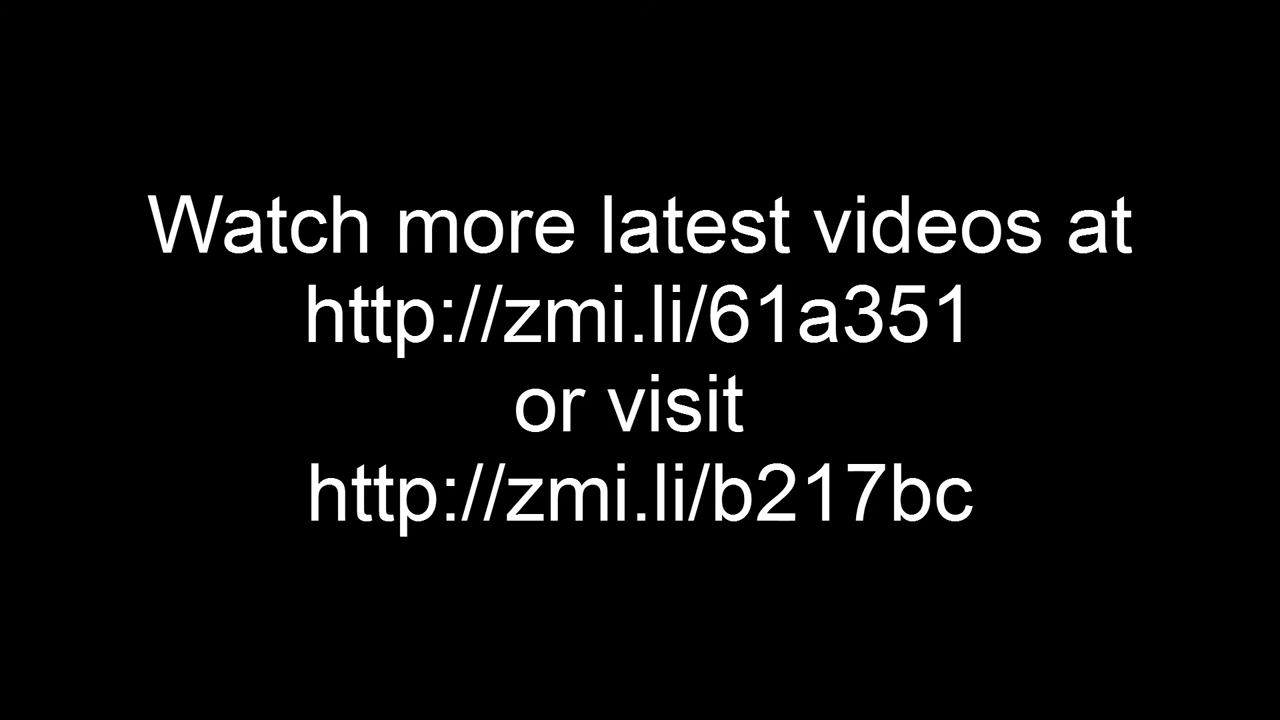 Watch more latest videos at
http://zmi.li/61a351
or visit
http://zmi.li/b217bc